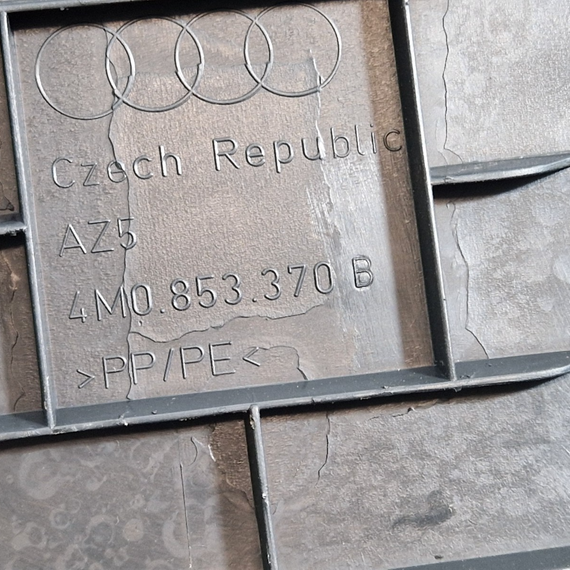 Czech Republic
AZ5
4M0.853.370 B
>PP/PE<